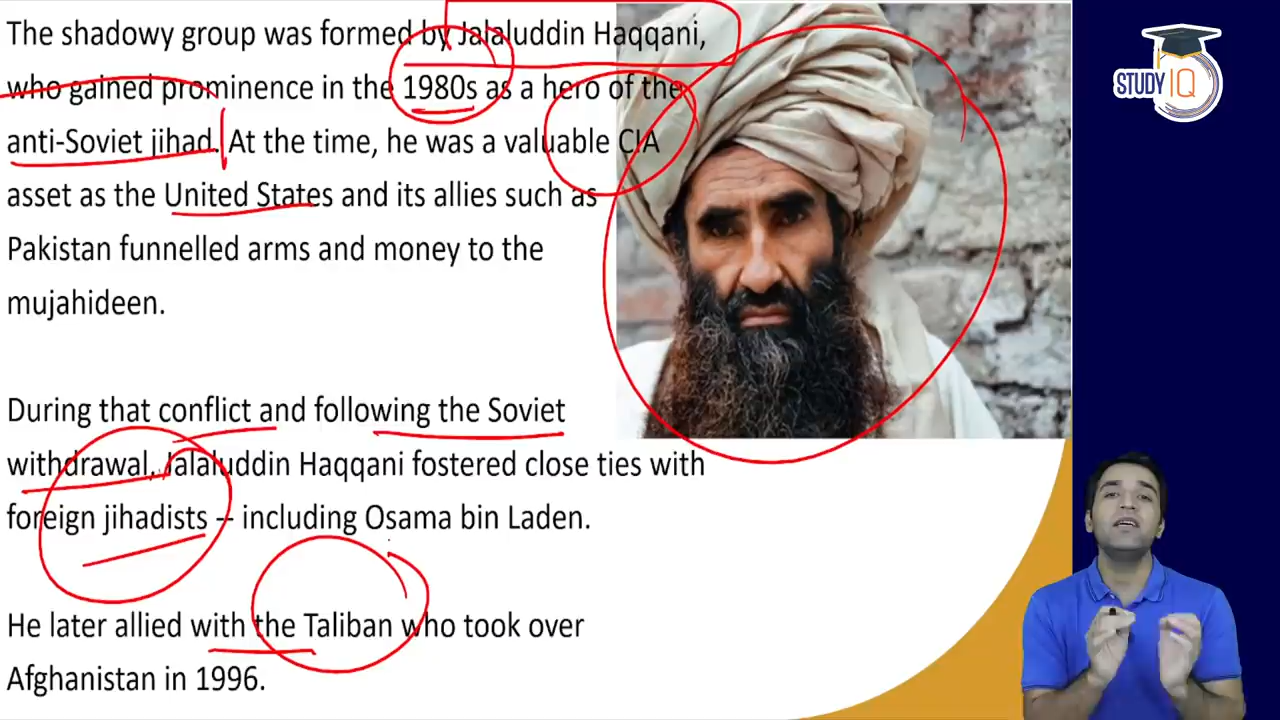 The shadowy group was formed by Jalaluddin Haqqani,
who gained prominence in the 1980s as a hero of the
anti-Soviet jihad. At the time, he was a valuable CIA
asset as the United States and its allies such as
Pakistan funnelled arms and money to the
mujahideen.
During that conflict and following the Soviet
withdrawal, Jalaluddin Haqqani fostered close ties with
foreign jihadists – including Osama bin Laden.
He later allied with the Taliban who took over
Afghanistan in 1996.
STUDY IQ